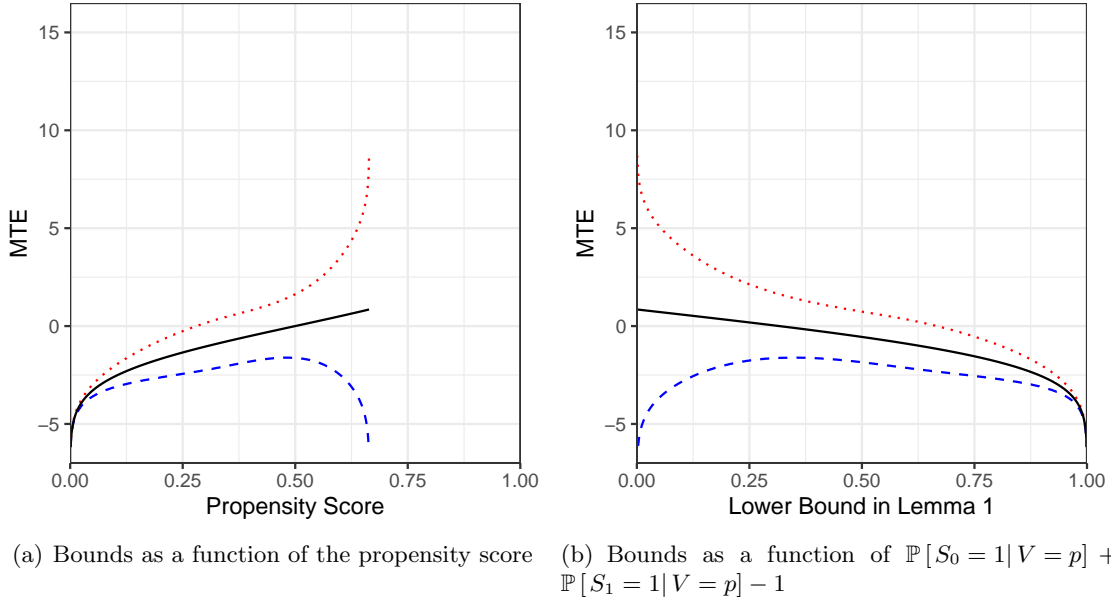 15
10
5
0
−5
MTE
0.00
0.25
0.50
0.75
1.00
Propensity Score
(a) Bounds as a function of the propensity score
15
10
5
0
−5
MTE
0.00
0.25
0.50
0.75
1.00
Lower Bound in Lemma 1
(b) Bounds as a function of ℙ [ S₀ = 1| V = p] +
ℙ [ S₁ = 1| V = p] − 1